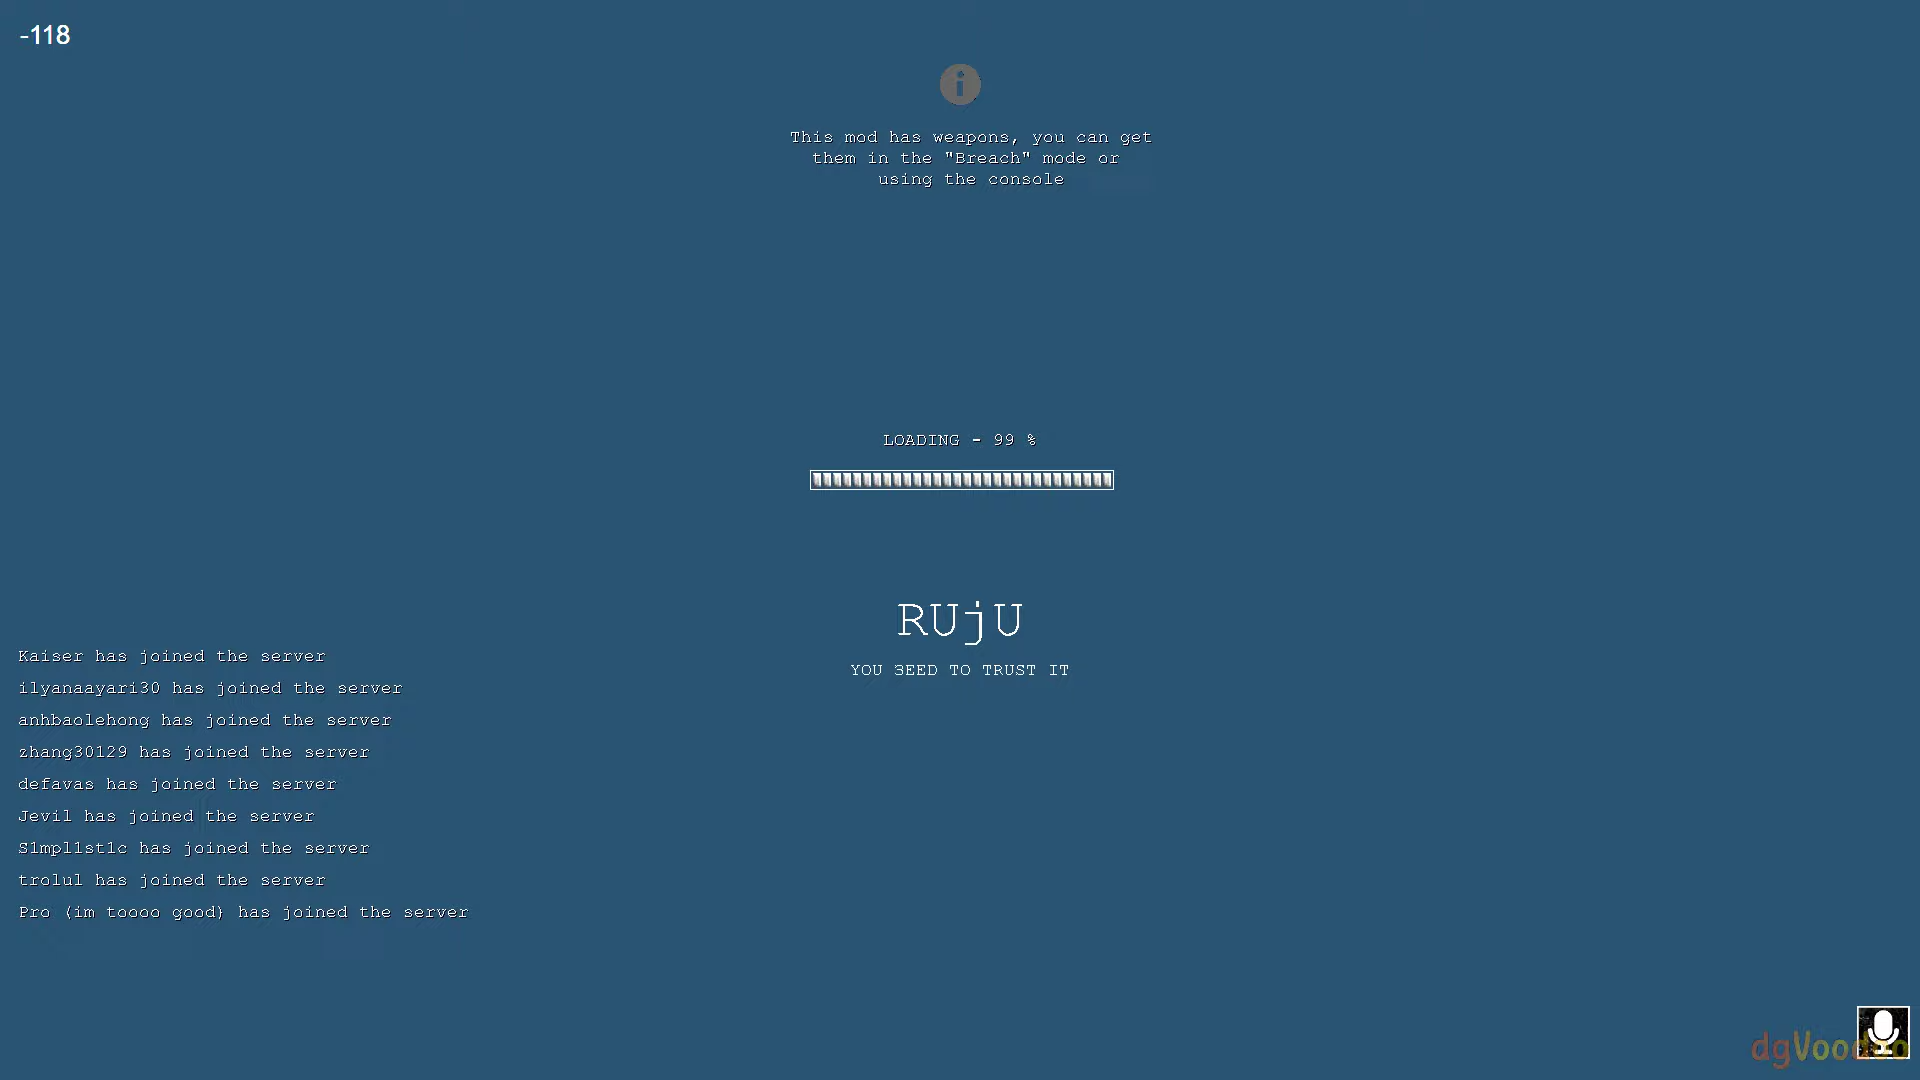 -118
This mod has weapons, you can get
them in the "Breach" mode or
using the console
LOADING - 99 %
RUjU
YOU 3EED TO TRUST IT
Kaiser has joined the server
ilyanaayari30 has joined the server
anhbaolehong has joined the server
zhang30129 has joined the server
defavas has joined the server
Jevil has joined the server
S1mpl1st1c has joined the server
trolul has joined the server
Pro (im toooo good) has joined the server
dgVoodoo